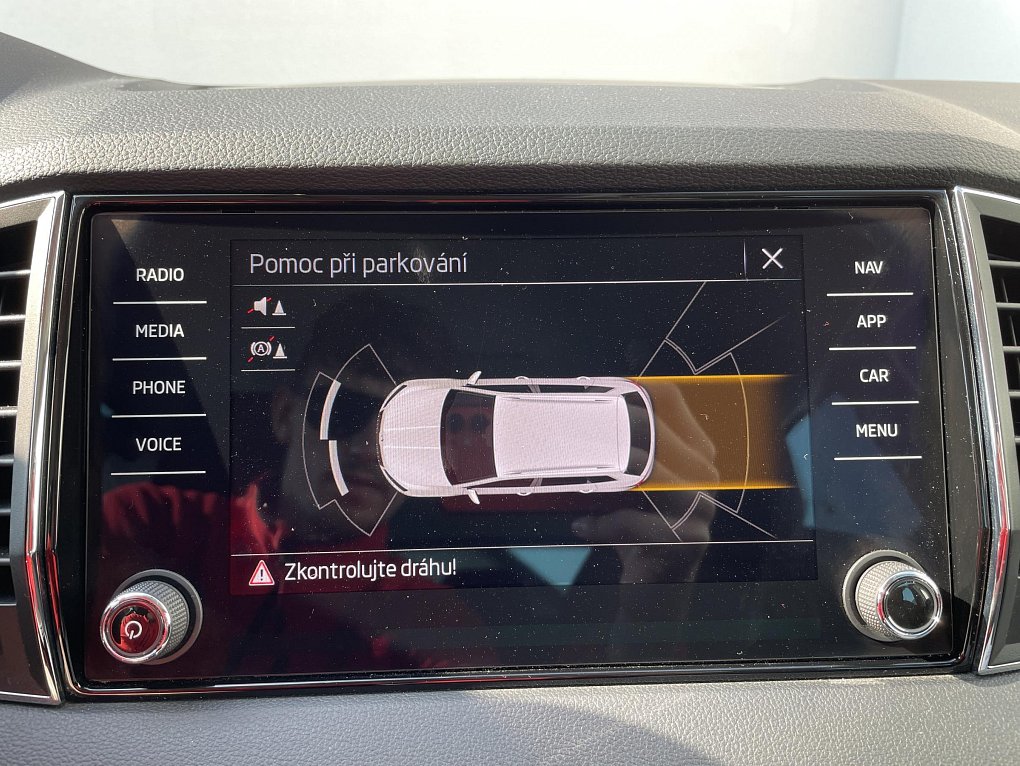 RADIO
MEDIA
PHONE
VOICE
Pomoc při parkování
A
Zkontrolujte dráhu!
NAV
APP
CAR
MENU